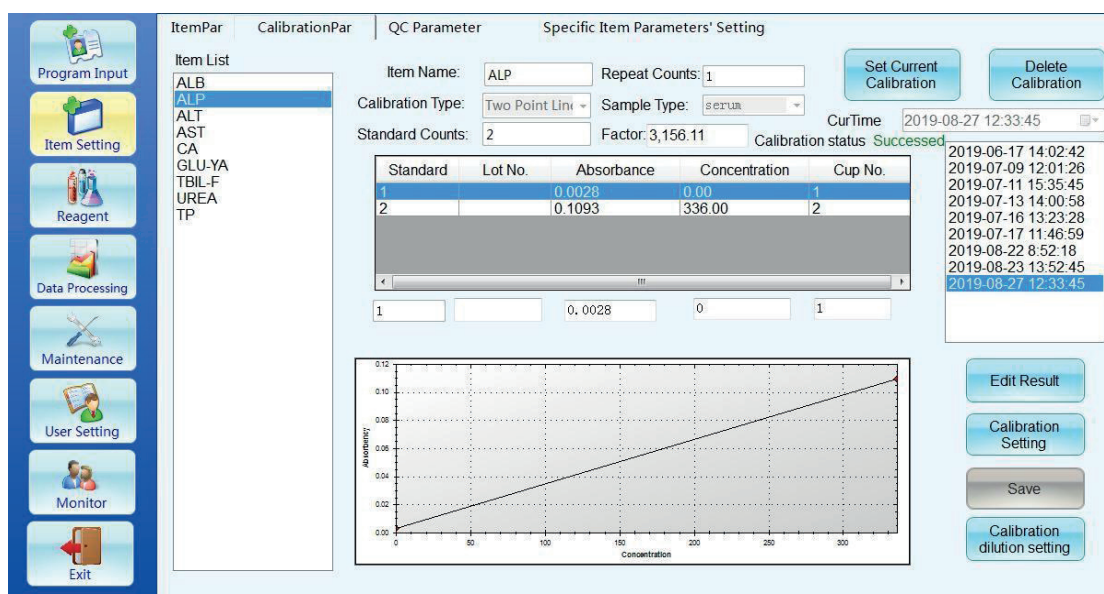 ItemPar CalibrationPar QC Parameter Specific Item Parameters' Setting
Program Input
Item Setting
Reagent
Data Processing
Maintenance
User Setting
Monitor
Exit
Item List
ALB
ALP
ALT
AST
CA
GLU-YA
TBIL-F
UREA
TP
Item Name: ALP Repeat Counts: 1
Calibration Type: Two Point Line Sample Type: serum
Standard Counts: 2 Factor: 3,156.11
Set Current Calibration
Delete Calibration
CurTime 2019-08-27 12:33:45
Calibration status Successed
Standard Lot No. Absorbance Concentration Cup No.
1 0.0028 0.00 1
2 0.1093 336.00 2
1 0.0028 0 1
2019-06-17 14:02:42
2019-07-09 12:01:26
2019-07-11 15:35:45
2019-07-13 14:00:58
2019-07-16 13:23:28
2019-07-17 11:46:59
2019-08-22 8:52:18
2019-08-23 13:52:45
2019-08-27 12:33:45
0.12
0.10
0.08
0.06
0.04
0.02
0.00
Absorbency
0 50 100 150 200 250 300
Concentration
Edit Result
Calibration
Setting
Save
Calibration
dilution setting